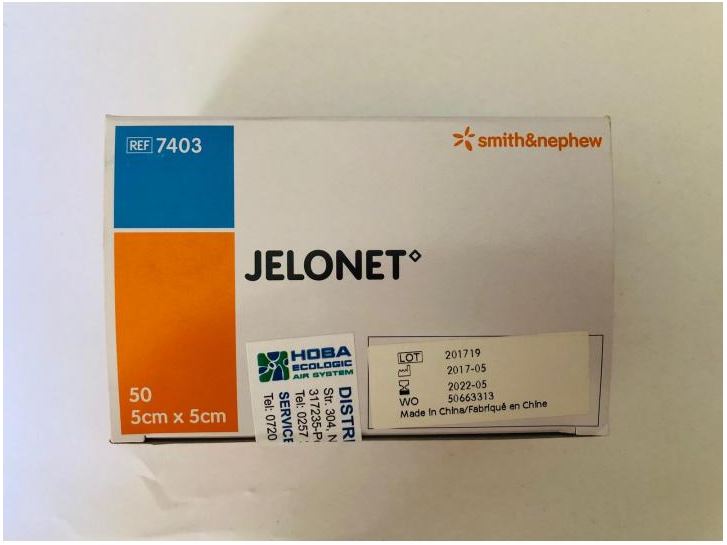 REF 7403
smith&nephew
JELONET◇
50
5cm x 5cm
HOBA
ECOLOGIC
AIR SYSTEM
DISTRI
Str. 304, N
317235-P
Tel: 0257
SERVICE
Tel: 0720
LOT 201719
2017-05
2022-05
WO 50663313
Made in China/Fabriqué en Chine